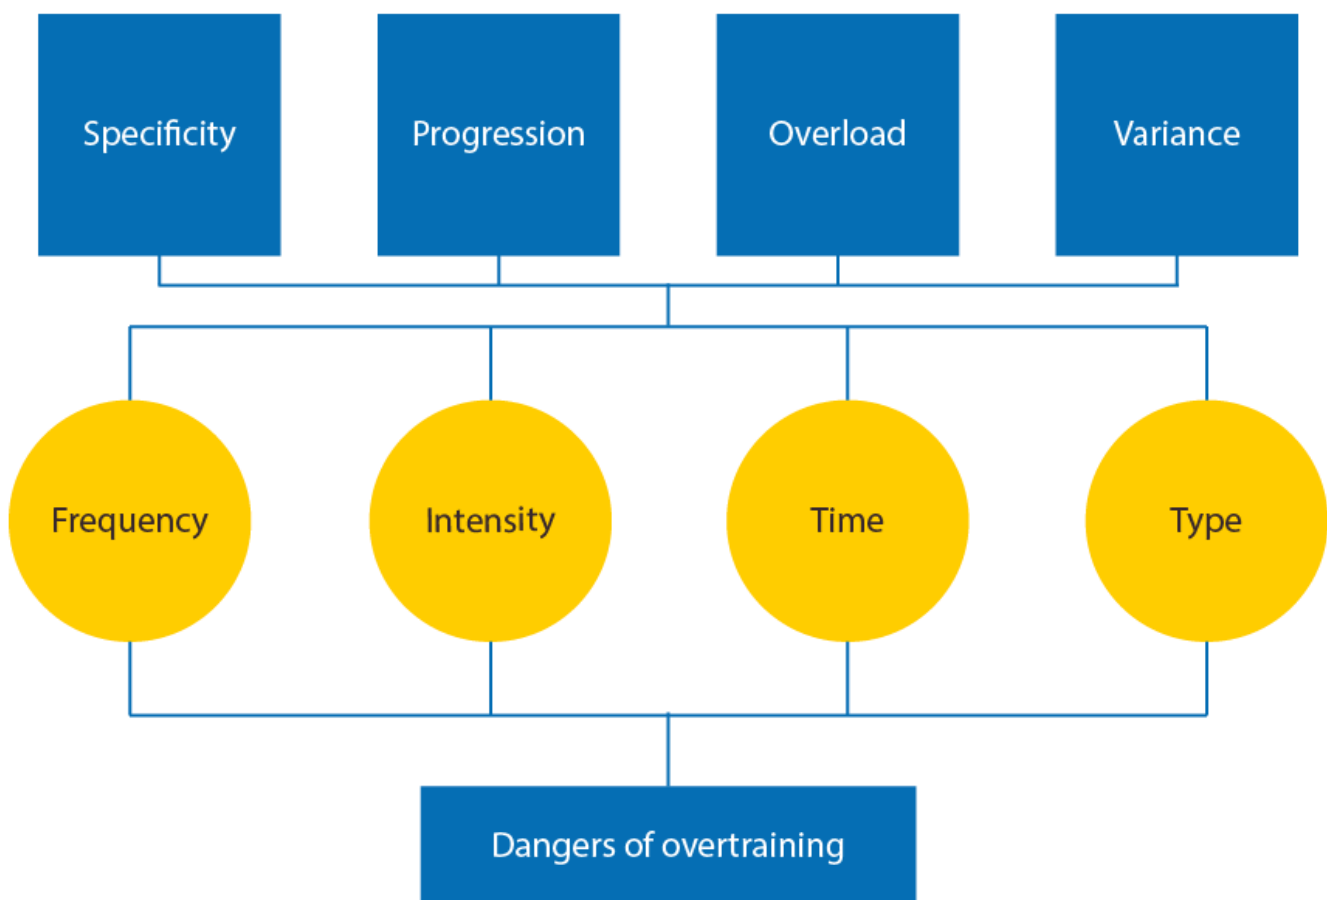 Specificity
Progression
Overload
Variance
Frequency
Intensity
Time
Type
Dangers of overtraining